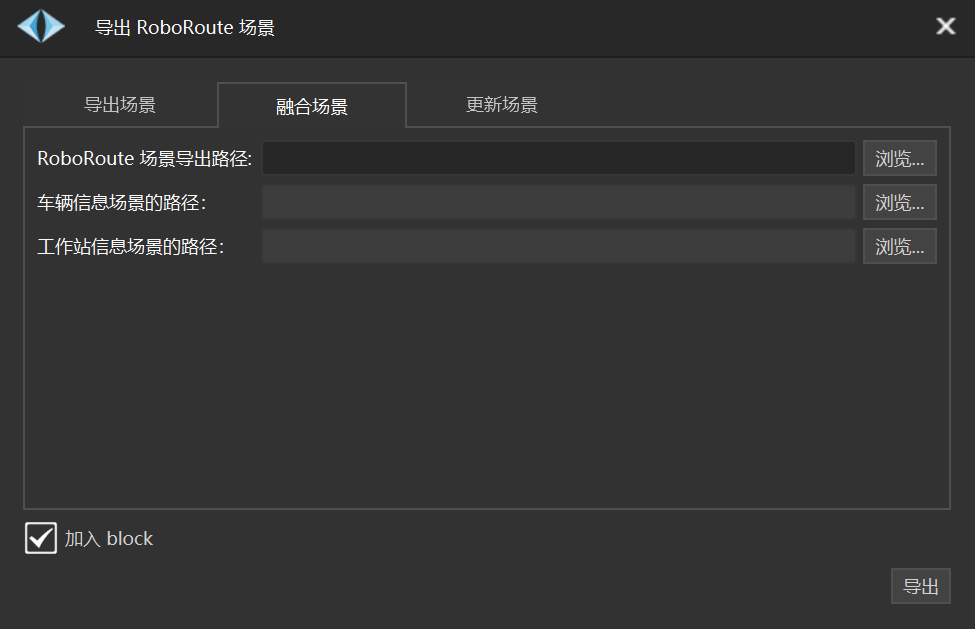 导出 RoboRoute 场景
导出场景 融合场景 更新场景
RoboRoute 场景导出路径: 浏览...
车辆信息场景的路径: 浏览...
工作站信息场景的路径: 浏览...
加入 block
导出